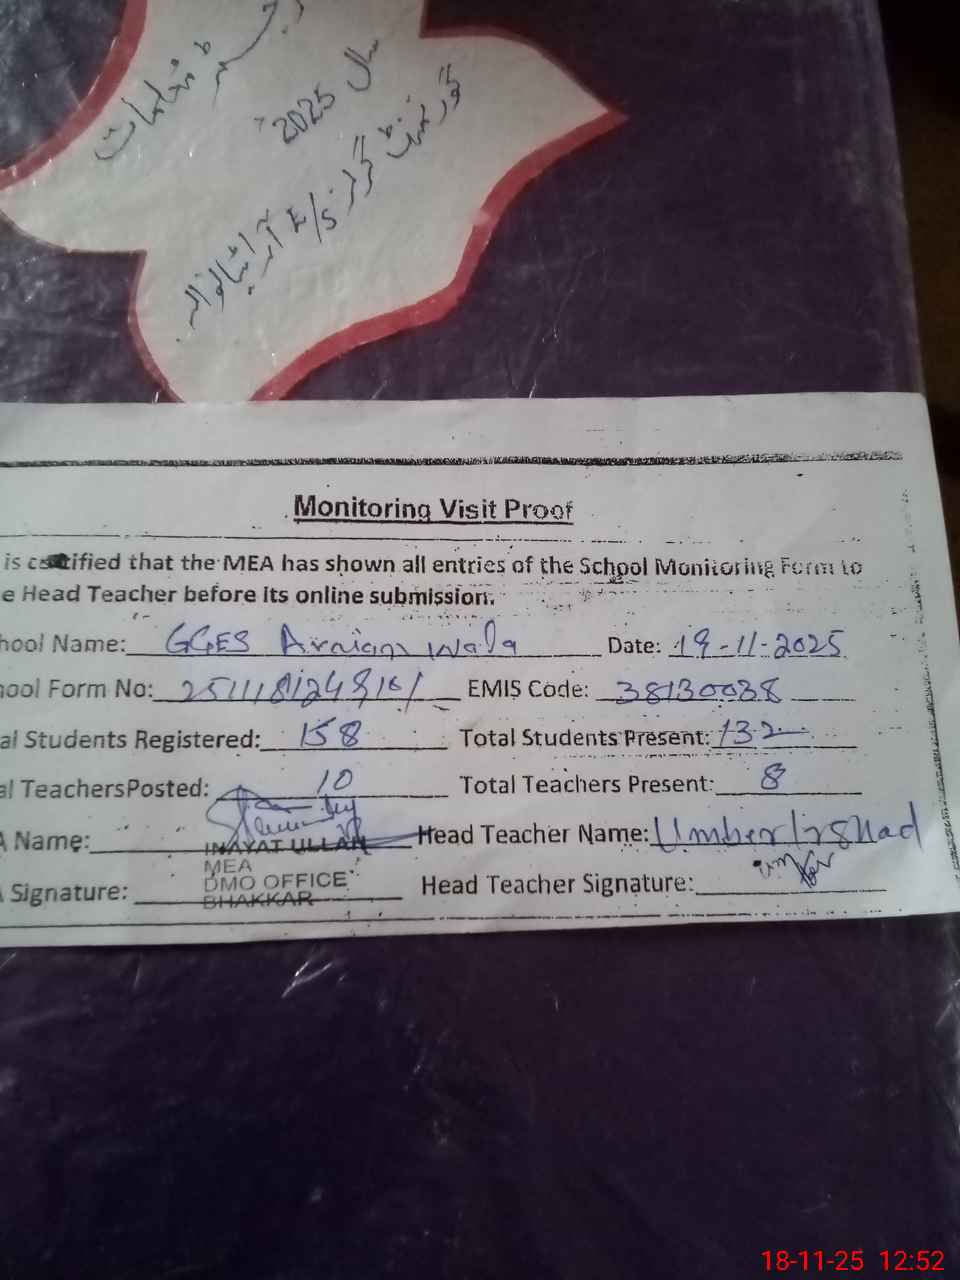 سال 2025
گورنمنٹ گرلز E/S آرائیانوالہ
Monitoring Visit Proof
is certified that the MEA has shown all entries of the School Monitoring Form to
e Head Teacher before its online submission.
hool Name: GGES Araian wala Date: 19-11-2025
hool Form No: EMIS Code: 38130038
al Students Registered: 158 Total Students Present: 132
al TeachersPosted: 10 Total Teachers Present: 8
A Name: INAYAT ULLAH Head Teacher Name: Umber Irshad
MEA
A Signature: DMO OFFICE Head Teacher Signature:
BHAKKAR
18-11-25 12:52